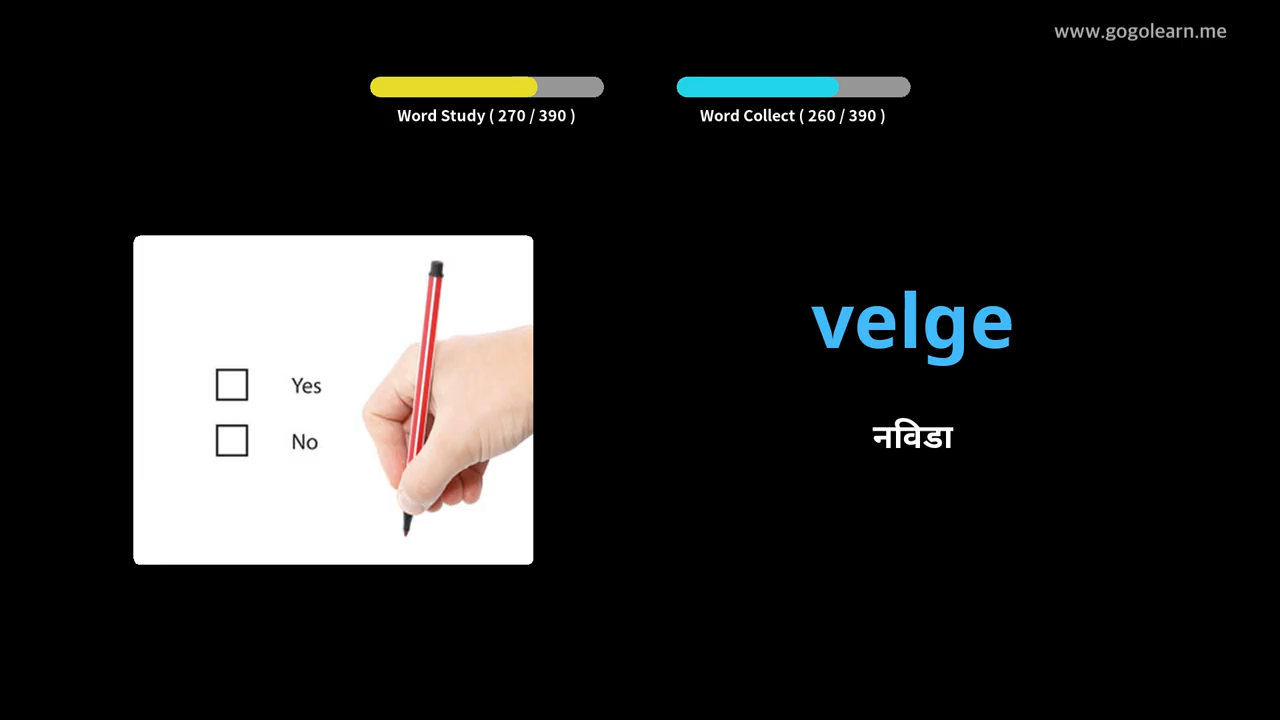 www.gogolearn.me
Word Study ( 270 / 390 )
Word Collect ( 260 / 390 )
Yes
No
velge
नविडा